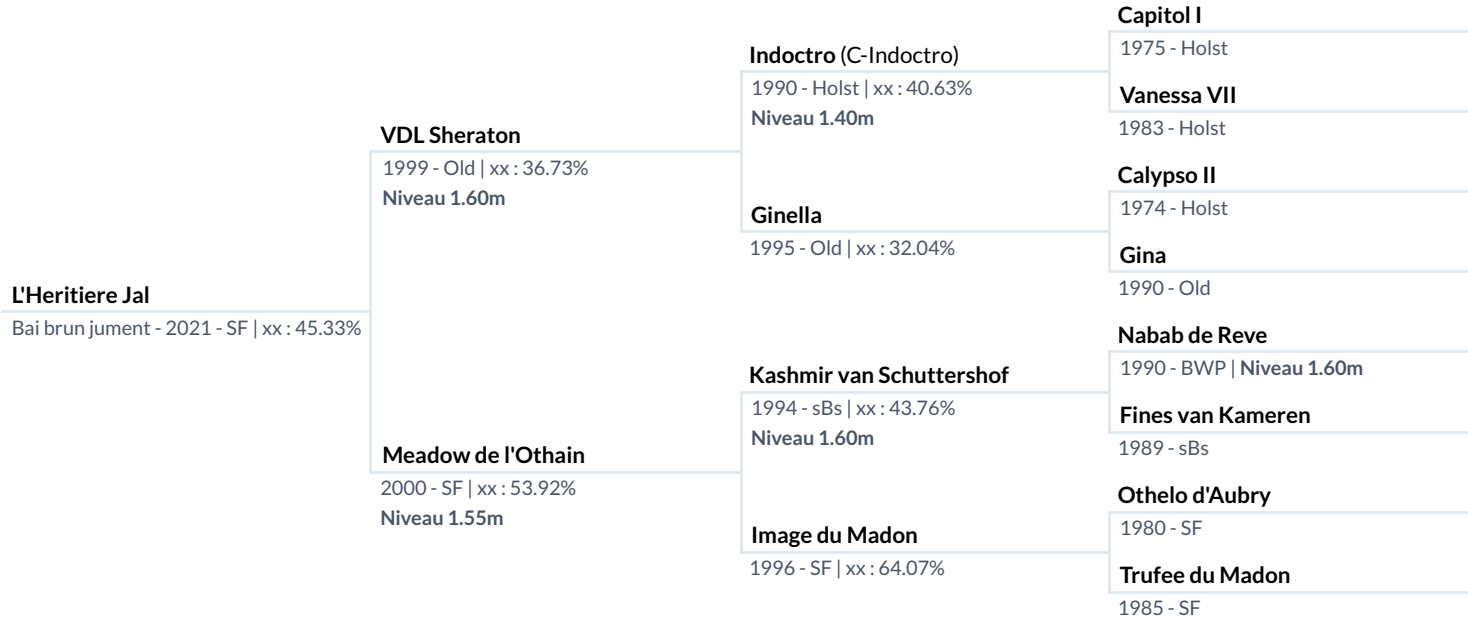 L'Heritiere Jal
Bai brun jument - 2021 - SF | xx : 45.33%
VDL Sheraton
1999 - Old | xx : 36.73%
Niveau 1.60m
Meadow de l'Othain
2000 - SF | xx : 53.92%
Niveau 1.55m
Indoctro (C-Indoctro)
1990 - Holst | xx : 40.63%
Niveau 1.40m
Ginella
1995 - Old | xx : 32.04%
Kashmir van Schuttershof
1994 - sBs | xx : 43.76%
Niveau 1.60m
Image du Madon
1996 - SF | xx : 64.07%
Capitol I
1975 - Holst
Vanessa VII
1983 - Holst
Calypso II
1974 - Holst
Gina
1990 - Old
Nabab de Reve
1990 - BWP | Niveau 1.60m
Fines van Kameren
1989 - sBs
Othelo d'Aubry
1980 - SF
Trufee du Madon
1985 - SF